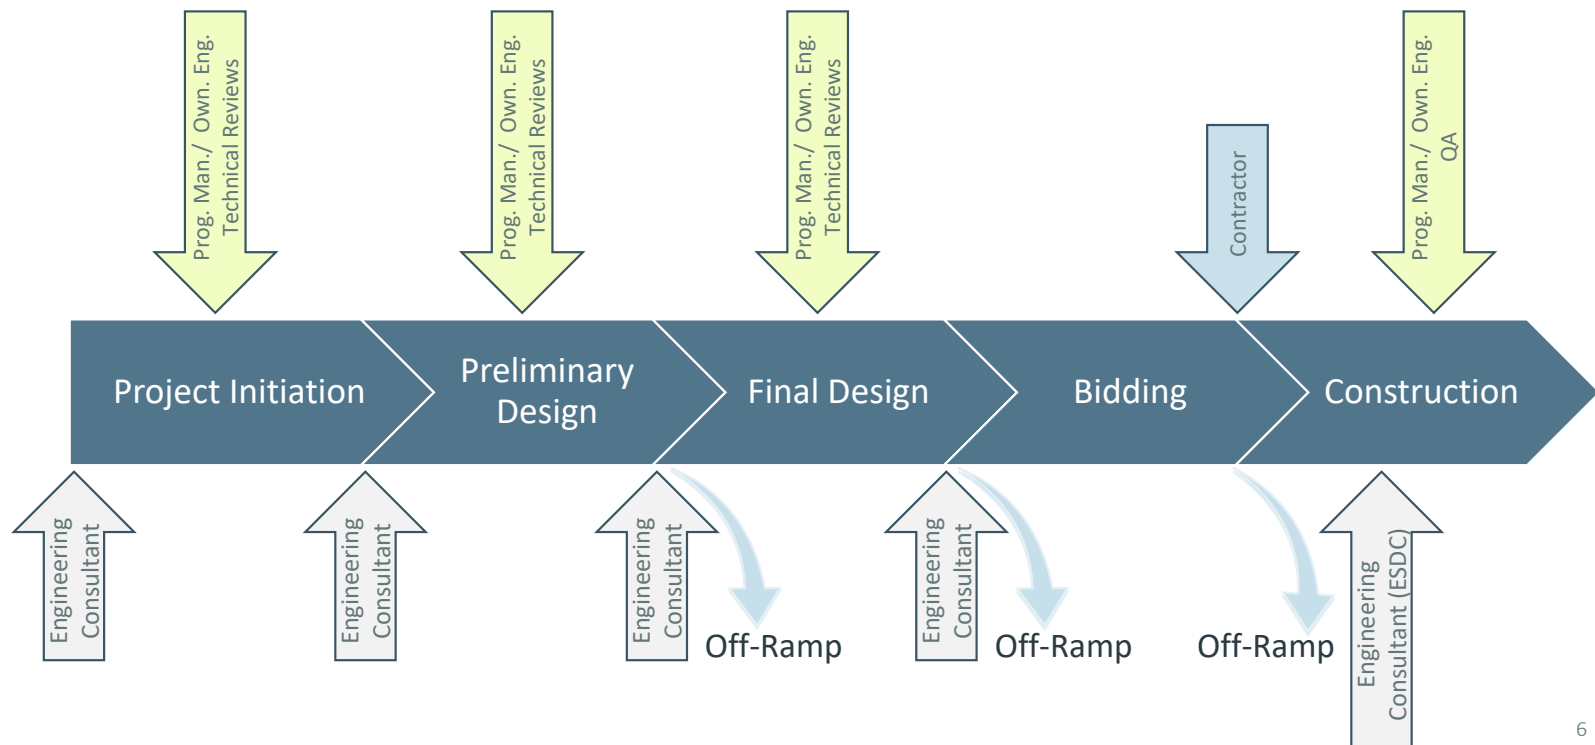 Prog. Man./ Own. Eng.
Technical Reviews
Prog. Man./ Own. Eng.
Technical Reviews
Prog. Man./ Own. Eng.
Technical Reviews
Contractor
Prog. Man./ Own. Eng.
QA
Project Initiation
Preliminary
Design
Final Design
Bidding
Construction
Engineering
Consultant
Engineering
Consultant
Engineering
Consultant
Off-Ramp
Engineering
Consultant
Off-Ramp
Off-Ramp
Engineering
Consultant (ESDC)
6